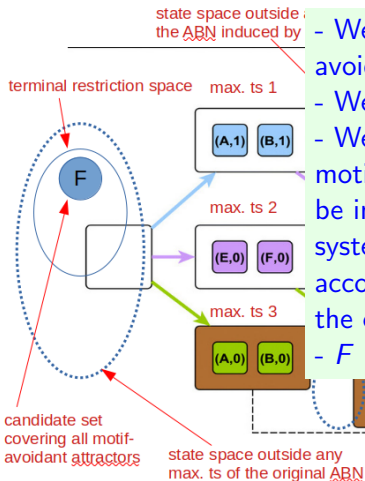 state space outside
the ABN induced by
terminal restriction space
max. ts 1
F
(A,1) (B,1)
max. ts 2
(E,0) (F,0)
max. ts 3
(A,0) (B,0)
candidate set
covering all motif-
avoidant attractors
state space outside any
max. ts of the original ABN
- We
avoid
- We
- We
motif
be in
syste
acco
the
- F